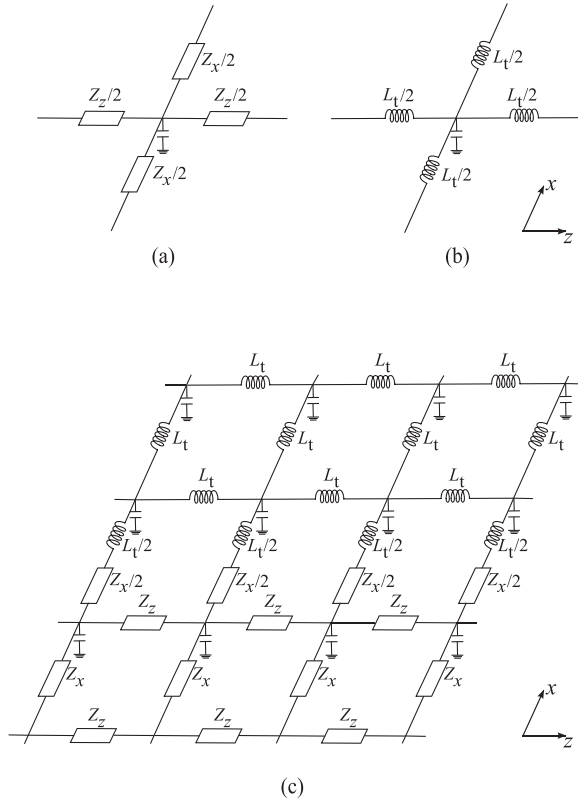 Z_x/2
Z_z/2 Z_z/2
Z_x/2
(a)
L_t/2
L_t/2 L_t/2
L_t/2
x
z
(b)
L_t L_t L_t
L_t L_t L_t L_t
L_t L_t L_t
L_t/2 L_t/2 L_t/2 L_t/2
Z_x/2 Z_x/2 Z_x/2 Z_x/2
Z_z Z_z Z_z
Z_x Z_x Z_x Z_x
Z_z Z_z Z_z
x
z
(c)